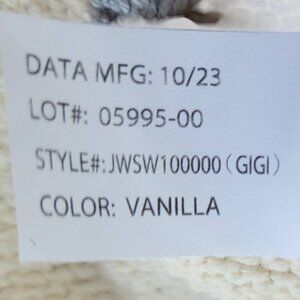 DATA MFG: 10/23
LOT#: 05995-00
STYLE#: JWSW100000 (GIGI)
COLOR: VANILLA